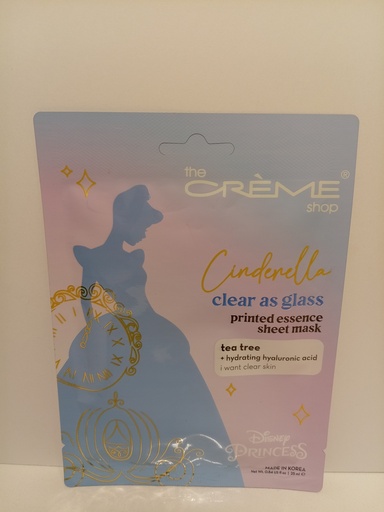 the
CRÈME®
shop
Cinderella
clear as glass
printed essence
sheet mask
tea tree
+ hydrating hyaluronic acid
i want clear skin
Disney
PRINCESS
MADE IN KOREA